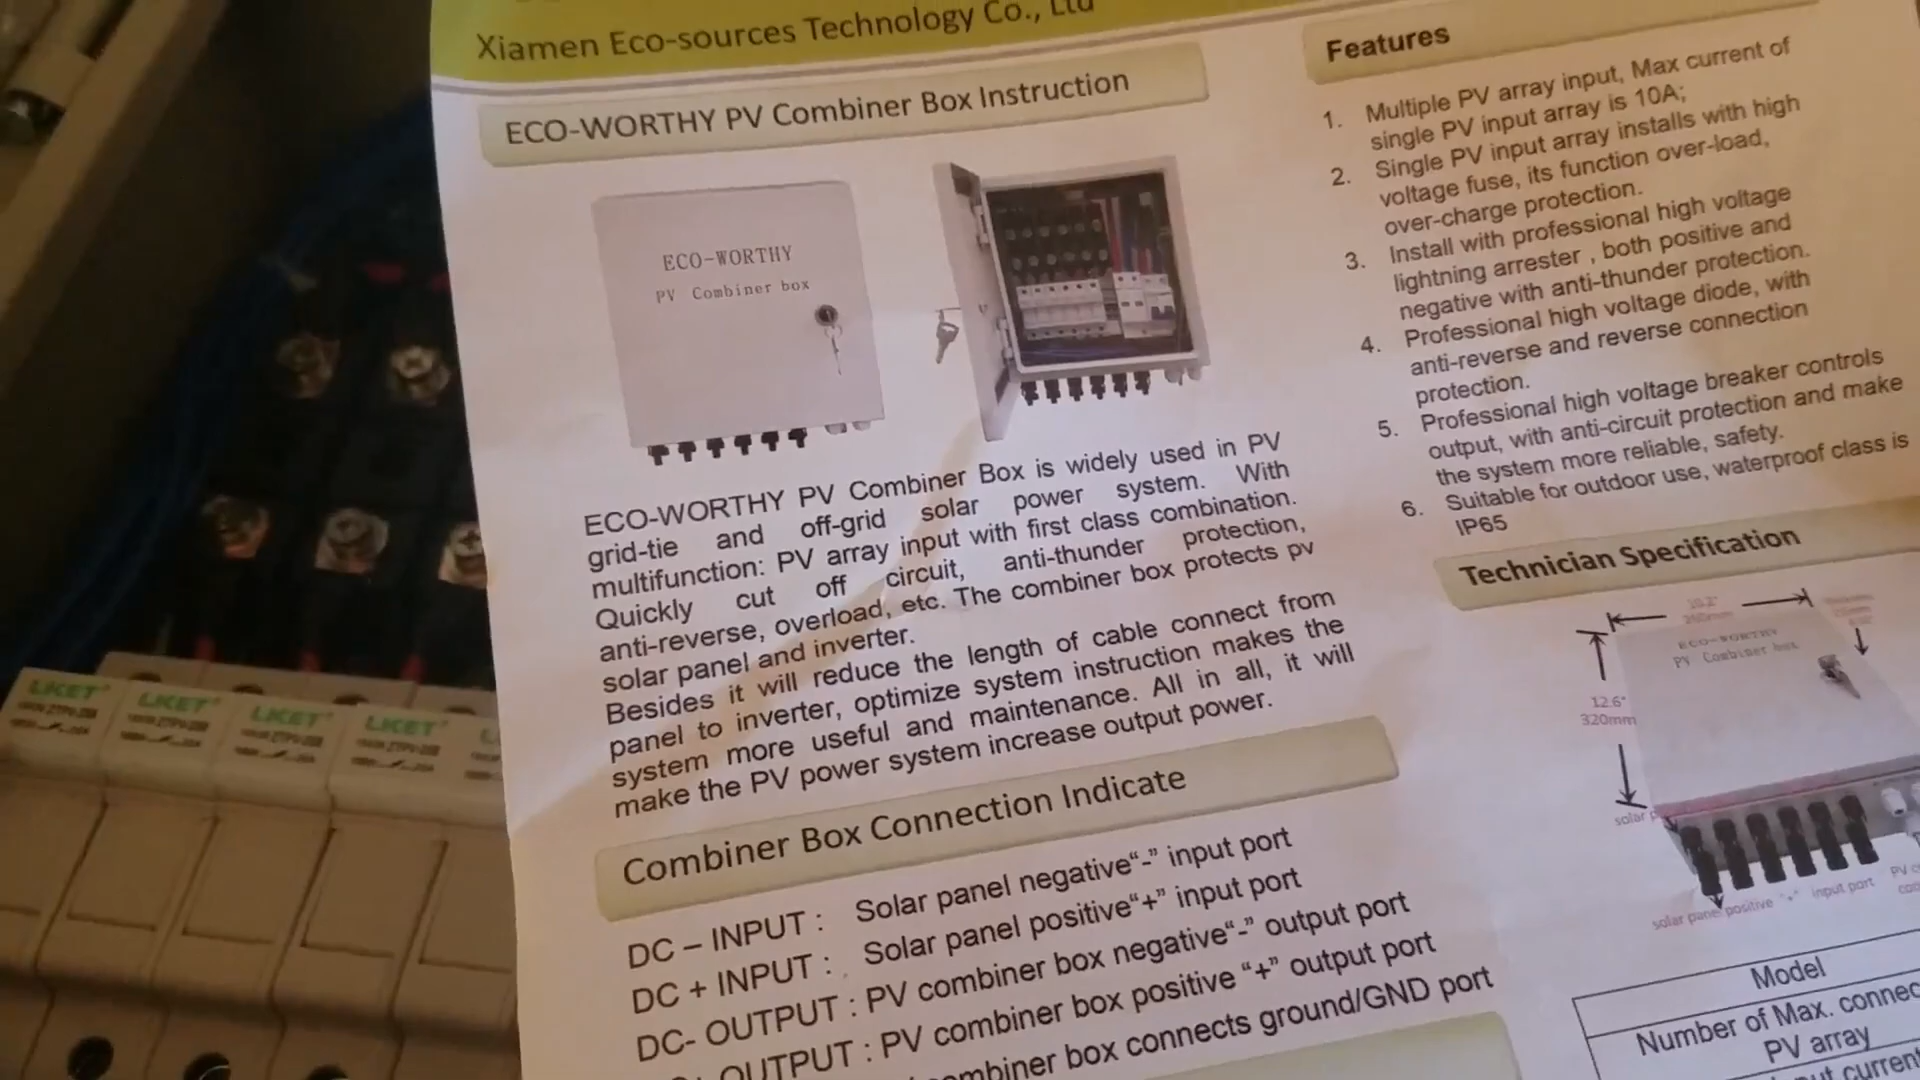 Xiamen Eco-sources Technology Co., Ltd
ECO-WORTHY PV Combiner Box Instruction
ECO-WORTHY
PV Combiner box
ECO-WORTHY PV Combiner Box is widely used in PV
grid-tie and off-grid solar power system. With
multifunction: PV array input with first class combination.
Quickly cut off circuit, anti-thunder protection,
anti-reverse, overload, etc. The combiner box protects pv
solar panel and inverter.
Besides it will reduce the length of cable connect from
panel to inverter, optimize system instruction makes the
system more useful and maintenance. All in all, it will
make the PV power system increase output power.
Combiner Box Connection Indicate
DC – INPUT : Solar panel negative“-” input port
DC + INPUT : Solar panel positive“+” input port
DC- OUTPUT : PV combiner box negative“-” output port
OUTPUT : PV combiner box positive “+” output port
combiner box connects ground/GND port
Features
1. Multiple PV array input, Max current of
single PV input array is 10A;
2. Single PV input array installs with high
voltage fuse, its function over-load,
over-charge protection.
3. Install with professional high voltage
lightning arrester , both positive and
negative with anti-thunder protection.
4. Professional high voltage diode, with
anti-reverse and reverse connection
protection.
5. Professional high voltage breaker controls
output, with anti-circuit protection and make
the system more reliable, safety.
6. Suitable for outdoor use, waterproof class is
IP65
Technician Specification
ECO-WORTHY
PV Combiner box
12.6"
320mm
solar
solar panel positive "+" input port
PV
Model
Number of Max. connec
PV array
current
LKET
LKET
LKET
LKET